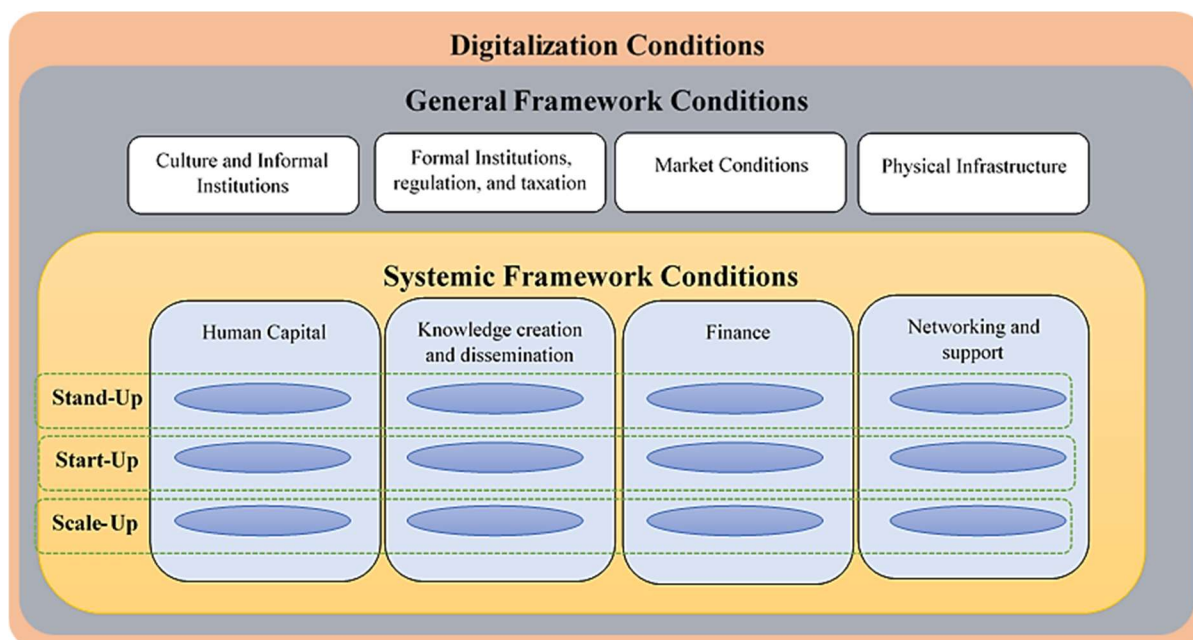 Digitalization Conditions
General Framework Conditions
Culture and Informal
Institutions
Formal Institutions,
regulation, and taxation
Market Conditions
Physical Infrastructure
Systemic Framework Conditions
Human Capital
Knowledge creation
and dissemination
Finance
Networking and
support
Stand-Up
Start-Up
Scale-Up